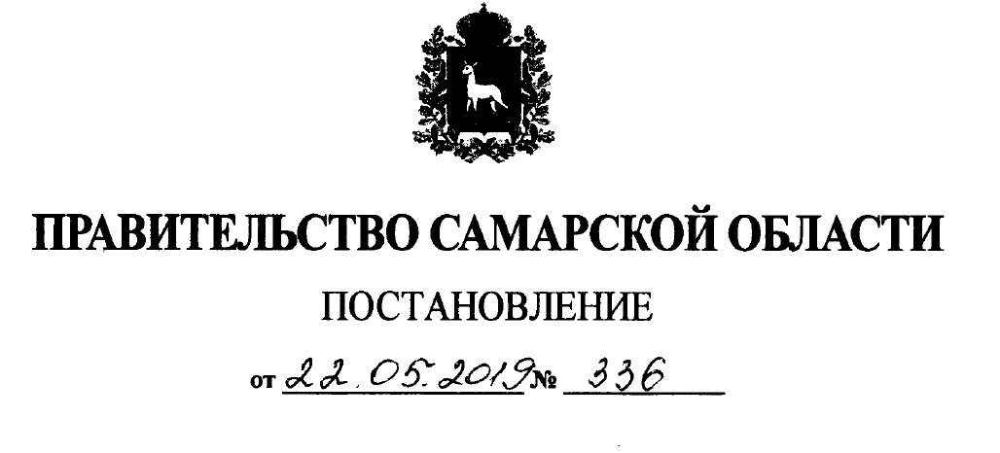 ПРАВИТЕЛЬСТВО САМАРСКОЙ ОБЛАСТИ
ПОСТАНОВЛЕНИЕ
от 22.05.2019 № 336